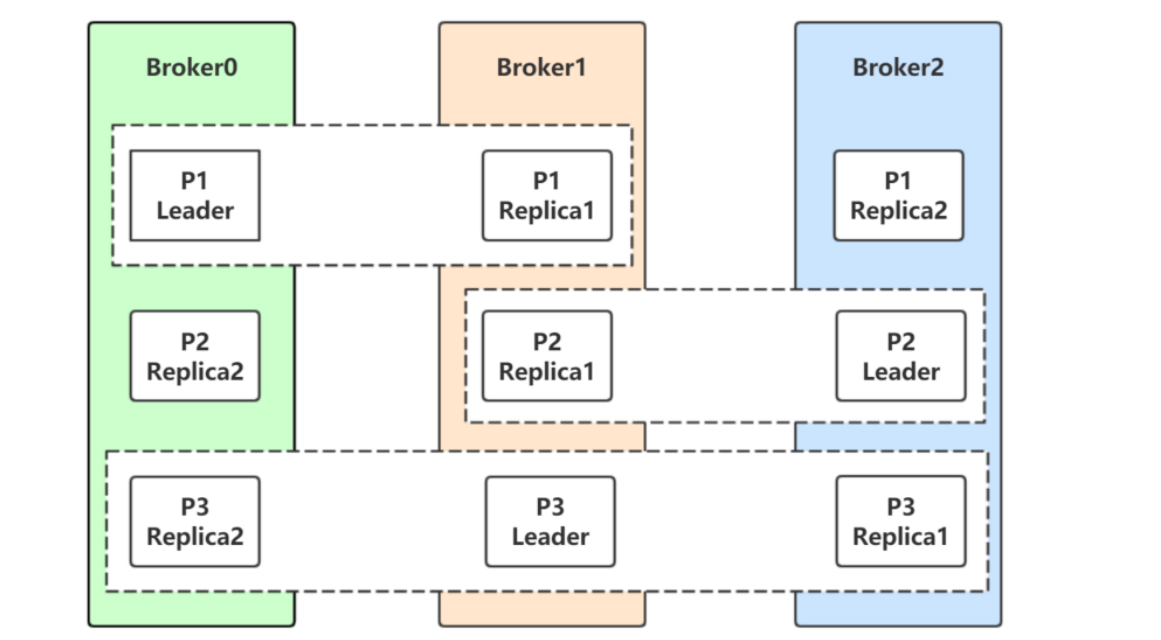 Broker0
Broker1
Broker2
P1
Leader
P1
Replica1
P1
Replica2
P2
Replica2
P2
Replica1
P2
Leader
P3
Replica2
P3
Leader
P3
Replica1